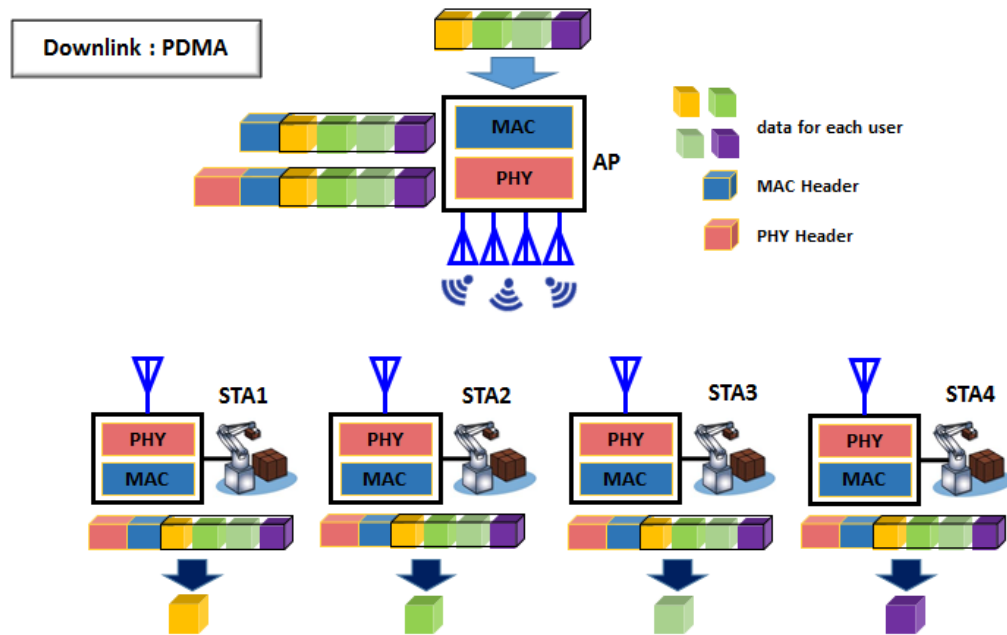 Downlink : PDMA
MAC
PHY
AP
data for each user
MAC Header
PHY Header
STA1
PHY
MAC
STA2
PHY
MAC
STA3
PHY
MAC
STA4
PHY
MAC